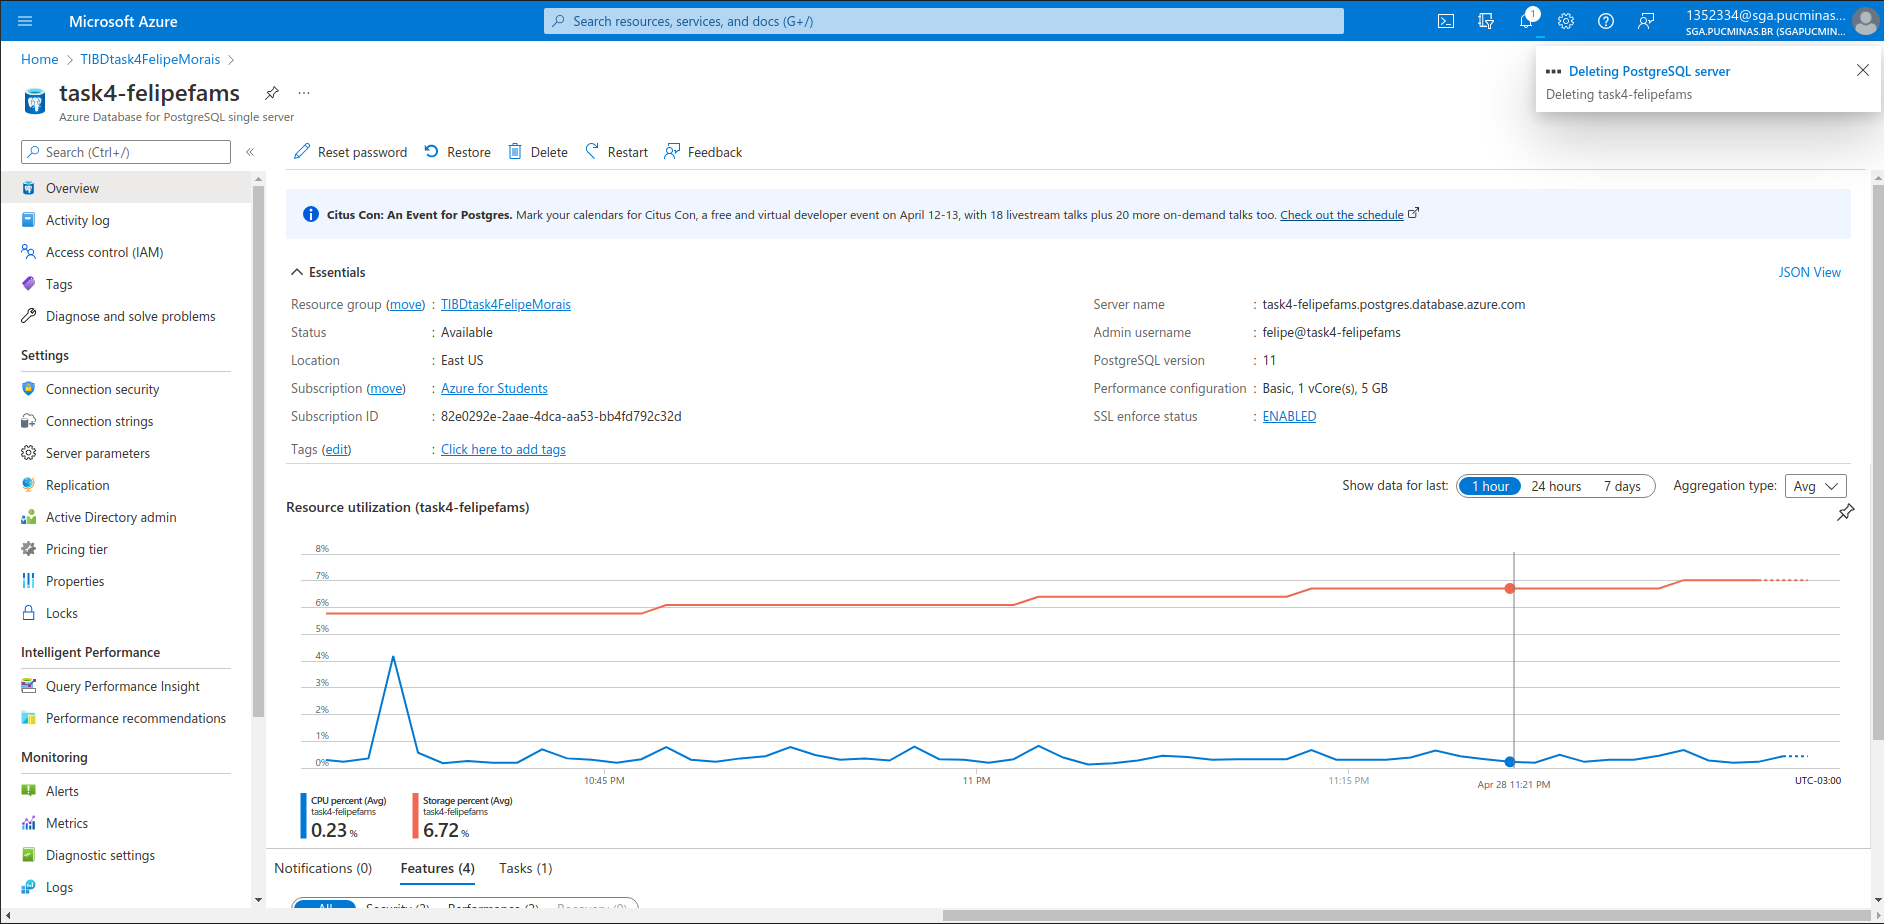 Microsoft Azure
Search resources, services, and docs (G+/)
1
1352334@sga.pucminas...
SGA.PUCMINAS.BR (SGAPUCMIN...
Home > TIBDtask4FelipeMorais >
Deleting PostgreSQL server
Deleting task4-felipefams
task4-felipefams
Azure Database for PostgreSQL single server
Search (Ctrl+/)
Overview
Activity log
Access control (IAM)
Tags
Diagnose and solve problems
Settings
Connection security
Connection strings
Server parameters
Replication
Active Directory admin
Pricing tier
Properties
Locks
Intelligent Performance
Query Performance Insight
Performance recommendations
Monitoring
Alerts
Metrics
Diagnostic settings
Logs
Reset password Restore Delete Restart Feedback
Citus Con: An Event for Postgres. Mark your calendars for Citus Con, a free and virtual developer event on April 12-13, with 18 livestream talks plus 20 more on-demand talks too. Check out the schedule
Essentials
JSON View
Resource group (move) : TIBDtask4FelipeMorais
Status : Available
Location : East US
Subscription (move) : Azure for Students
Subscription ID : 82e0292e-2aae-4dca-aa53-bb4fd792c32d
Tags (edit) : Click here to add tags
Server name : task4-felipefams.postgres.database.azure.com
Admin username : felipe@task4-felipefams
PostgreSQL version : 11
Performance configuration : Basic, 1 vCore(s), 5 GB
SSL enforce status : ENABLED
Show data for last: 1 hour 24 hours 7 days Aggregation type: Avg
Resource utilization (task4-felipefams)
8%
7%
6%
5%
4%
3%
2%
1%
0%
10:45 PM 11 PM 11:15 PM Apr 28 11:21 PM UTC-03:00
CPU percent (Avg)
task4-felipefams
0.23 %
Storage percent (Avg)
task4-felipefams
6.72 %
Notifications (0) Features (4) Tasks (1)
All Security (2) Performance (2) Recovery (0)